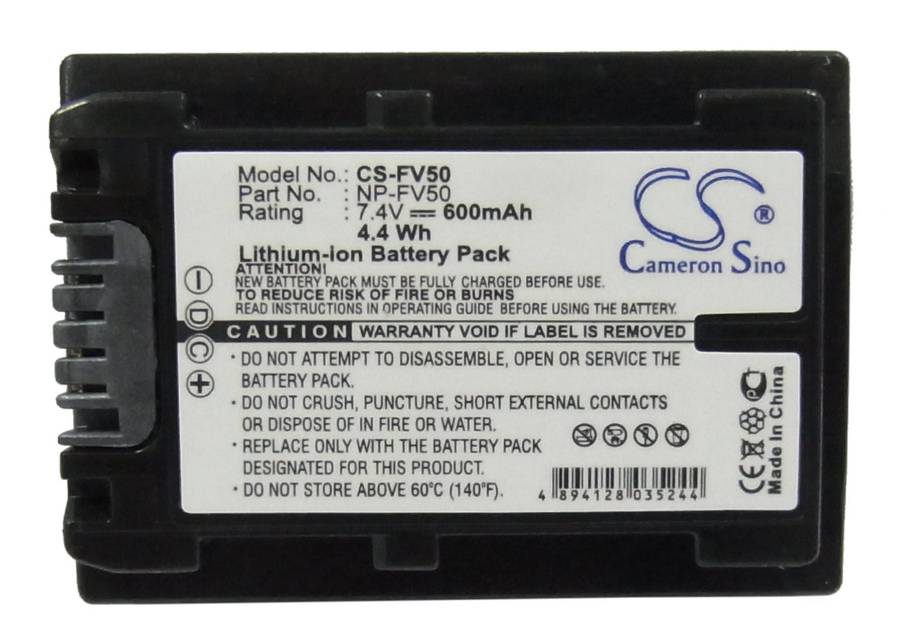 Model No.: CS-FV50
Part No. : NP-FV50
Rating : 7.4V 600mAh
4.4 Wh
Lithium-ion Battery Pack
CS ®
Cameron Sino
ATTENTION!
NEW BATTERY PACK MUST BE FULLY CHARGED BEFORE USE.
TO REDUCE RISK OF FIRE OR BURNS
READ INSTRUCTIONS IN OPERATING GUIDE BEFORE USING THE BATTERY.
CAUTION WARRANTY VOID IF LABEL IS REMOVED
• DO NOT ATTEMPT TO DISASSEMBLE, OPEN OR SERVICE THE
BATTERY PACK.
• DO NOT CRUSH, PUNCTURE, SHORT EXTERNAL CONTACTS
OR DISPOSE OF IN FIRE OR WATER.
• REPLACE ONLY WITH THE BATTERY PACK
DESIGNATED FOR THIS PRODUCT.
• DO NOT STORE ABOVE 60°C (140°F).
4 894128 035244
− D C +
CE
Made in China